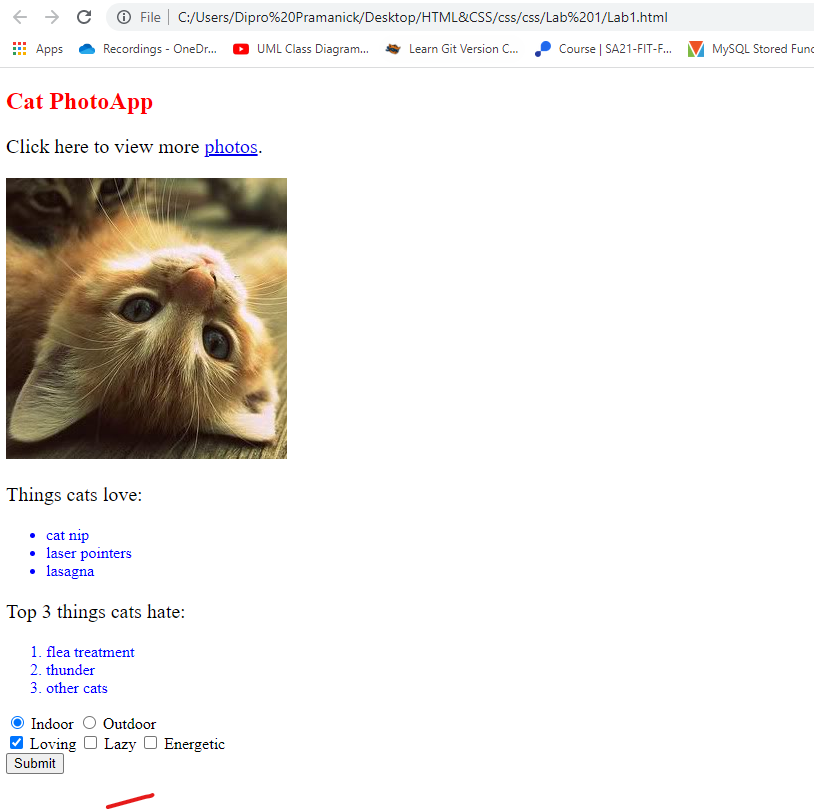 File | C:/Users/Dipro%20Pramanick/Desktop/HTML&CSS/css/css/Lab%201/Lab1.html
Apps Recordings - OneDr... UML Class Diagram... Learn Git Version C... Course | SA21-FIT-F... MySQL Stored Func
Cat PhotoApp
Click here to view more photos.
Things cats love:
• cat nip
• laser pointers
• lasagna
Top 3 things cats hate:
1. flea treatment
2. thunder
3. other cats
Indoor Outdoor
Loving Lazy Energetic
Submit